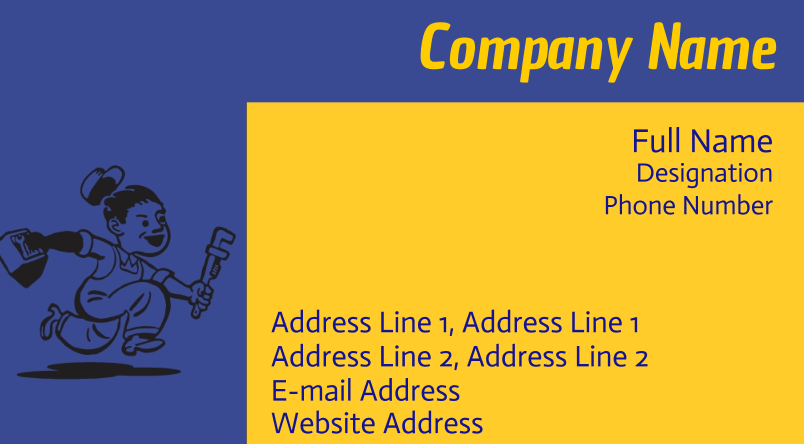 Company Name
Full Name
Designation
Phone Number
Address Line 1, Address Line 1
Address Line 2, Address Line 2
E-mail Address
Website Address